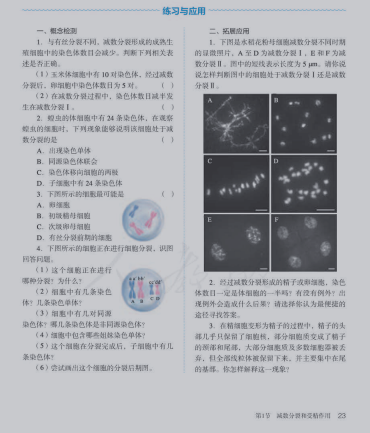 练习与应用
一、概念检测
1. 与有丝分裂不同，减数分裂形成的成熟生
殖细胞中的染色体数目会减少。判断下列相关表
述是否正确。
（1）玉米体细胞中有10对染色体，经过减数
分裂后，卵细胞中染色体数目为5对。（ ）
（2）在减数分裂过程中，染色体数目减半发
生在减数分裂Ⅰ。（ ）
2. 蝗虫的体细胞中有24条染色体，在观察
蝗虫的细胞时，下列现象能够说明该细胞处于减
数分裂的是（ ）
A. 出现染色单体
B. 同源染色体联会
C. 染色体移向细胞的两极
D. 子细胞中有24条染色体
3. 下图所示的细胞最可能是（ ）
A. 卵细胞
B. 初级精母细胞
C. 次级卵母细胞
D. 有丝分裂前期的细胞
4. 下图所示的细胞正在进行细胞分裂。识图
回答问题。
（1）这个细胞正在进行
哪种分裂？为什么？
（2）细胞中有几条染色
体？几条染色单体？
（3）细胞中有几对同源
染色体？哪几条染色体是非同源染色体？
（4）细胞中包含哪些姐妹染色单体？
（5）这个细胞在分裂完成后，子细胞中有几
条染色体？
（6）尝试画出这个细胞的分裂后期图。
二、拓展应用
1. 下图是水稻花粉母细胞减数分裂不同时期
的显微照片，A至D为减数分裂Ⅰ，E和F为减
数分裂Ⅱ。图中的短线表示长度为5 μm。请你说
说怎样判断图中的细胞处于减数分裂Ⅰ还是减数
分裂Ⅱ。
A
B
C
D
E
F
2. 经过减数分裂形成的精子或卵细胞，染色
体数目一定是体细胞的一半吗？有没有例外？出
现例外会造成什么后果？请选择你认为最便捷的
途径寻找答案。
3. 在精细胞变形为精子的过程中，精子的头
部几乎只保留了细胞核，部分细胞质变成了精子
的颈部和尾部，大部分细胞质及多数细胞器被丢
弃，但全部线粒体被保留下来，并主要集中在尾
的基部。你怎样解释这一现象？
第1节 减数分裂和受精作用 23